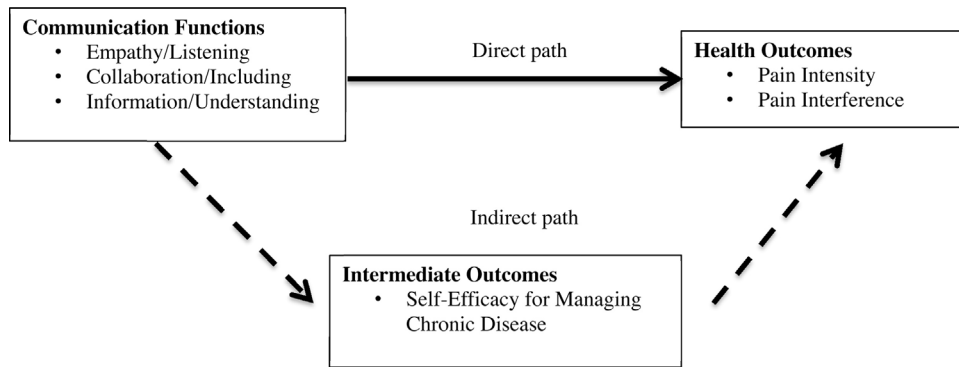 Communication Functions
• Empathy/Listening
• Collaboration/Including
• Information/Understanding
Direct path
Health Outcomes
• Pain Intensity
• Pain Interference
Indirect path
Intermediate Outcomes
• Self-Efficacy for Managing
Chronic Disease